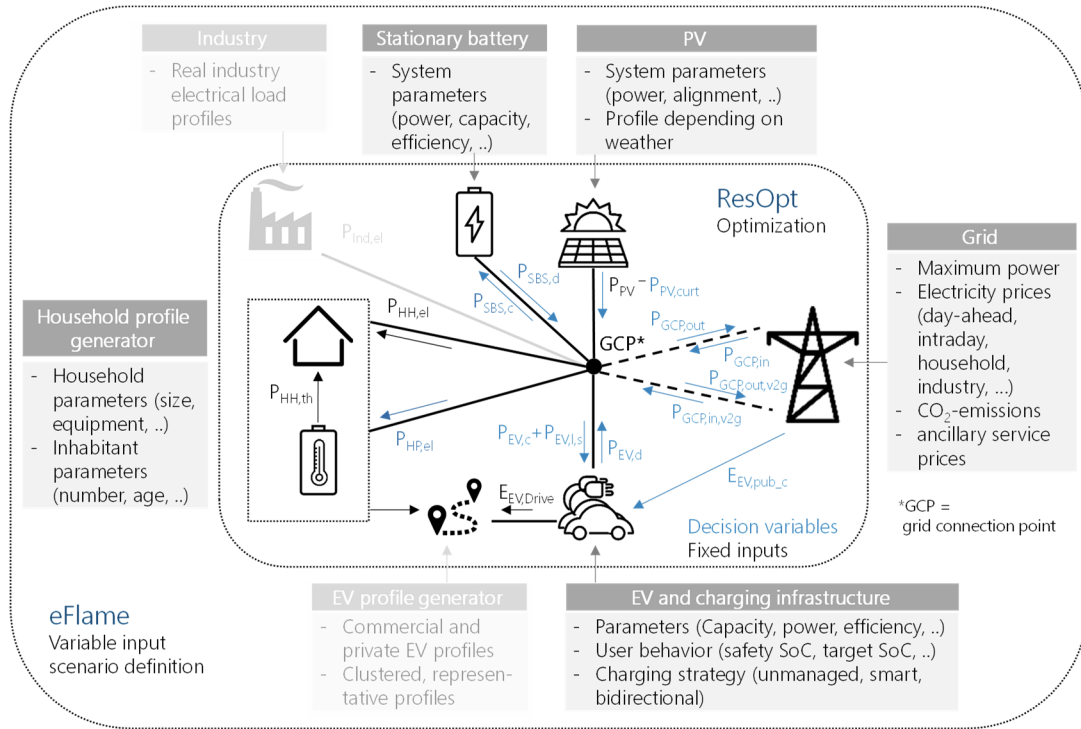 Industry
- Real industry
electrical load
profiles
Stationary battery
- System
parameters
(power, capacity,
efficiency, ..)
PV
- System parameters
(power, alignment, ..)
- Profile depending on
weather
ResOpt
Optimization
Grid
- Maximum power
- Electricity prices
(day-ahead,
intraday,
household,
industry, ...)
- CO₂-emissions
- ancillary service
prices
*GCP =
grid connection point
Household profile
generator
- Household
parameters (size,
equipment, ..)
- Inhabitant
parameters
(number, age, ..)
P_Ind,el
P_SBS,d
P_SBS,c
P_PV - P_PV,curt
P_HH,el
GCP*
P_GCP,out
P_GCP,in
P_GCP,out,v2g
P_GCP,in,v2g
P_HH,th
P_HP,el
P_EV,c + P_EV,l,s
P_EV,d
E_EV,pub_c
E_EV,Drive
Decision variables
Fixed inputs
eFlame
Variable input
scenario definition
EV profile generator
- Commercial and
private EV profiles
- Clustered, represen-
tative profiles
EV and charging infrastructure
- Parameters (Capacity, power, efficiency, ..)
- User behavior (safety SoC, target SoC, ..)
- Charging strategy (unmanaged, smart,
bidirectional)